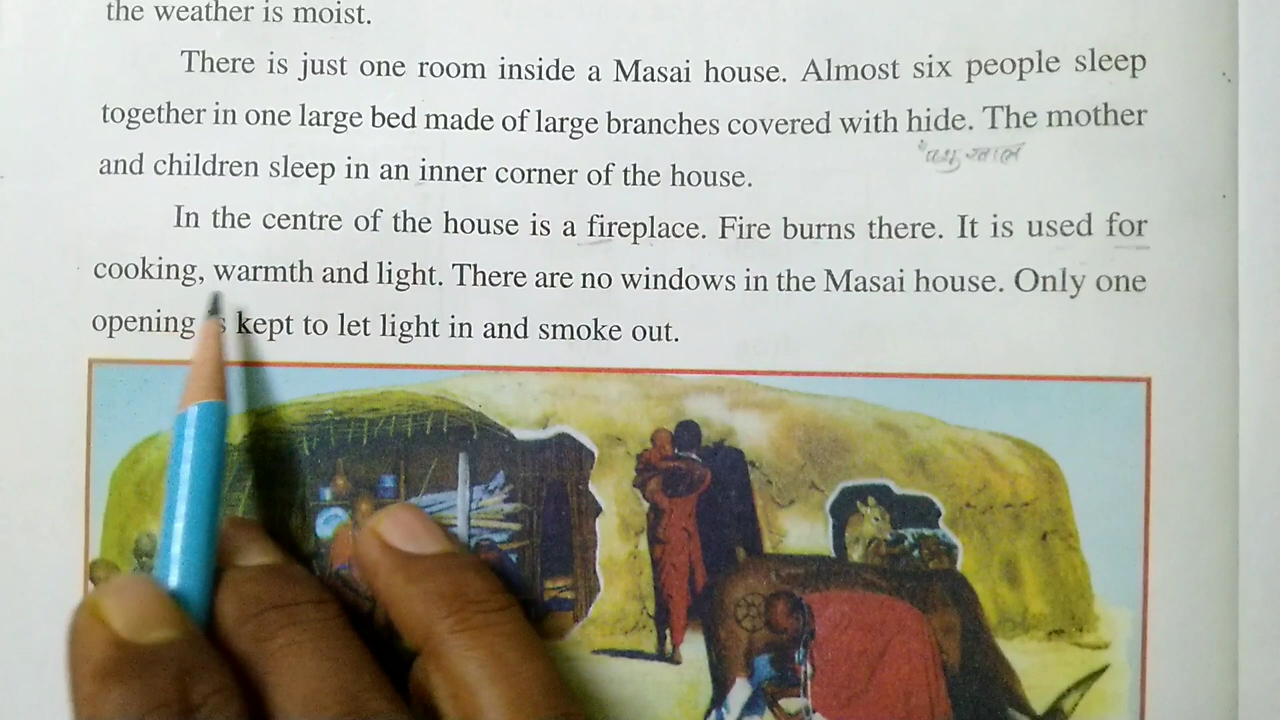 the weather is moist.
There is just one room inside a Masai house. Almost six people sleep
together in one large bed made of large branches covered with hide. The mother
पशु खाल
and children sleep in an inner corner of the house.
In the centre of the house is a fireplace. Fire burns there. It is used for
cooking, warmth and light. There are no windows in the Masai house. Only one
opening is kept to let light in and smoke out.